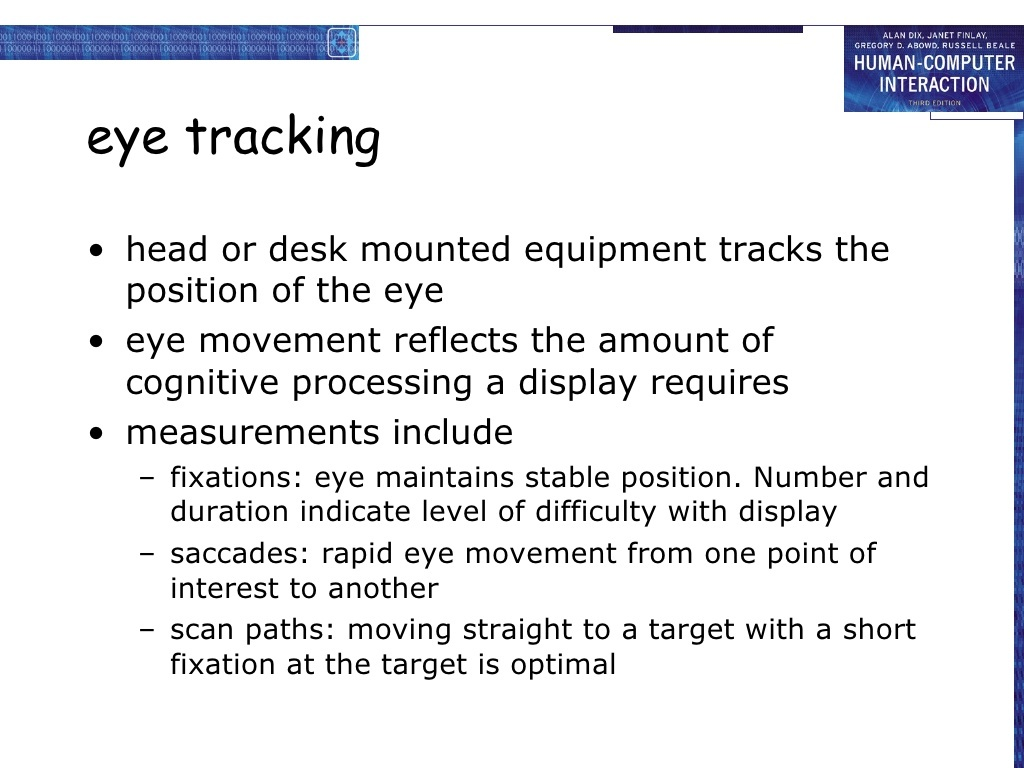 ALAN DIX, JANET FINLAY,
GREGORY D. ABOWD, RUSSELL BEALE
HUMAN-COMPUTER
INTERACTION
THIRD EDITION
eye tracking
• head or desk mounted equipment tracks the
position of the eye
• eye movement reflects the amount of
cognitive processing a display requires
• measurements include
– fixations: eye maintains stable position. Number and
duration indicate level of difficulty with display
– saccades: rapid eye movement from one point of
interest to another
– scan paths: moving straight to a target with a short
fixation at the target is optimal